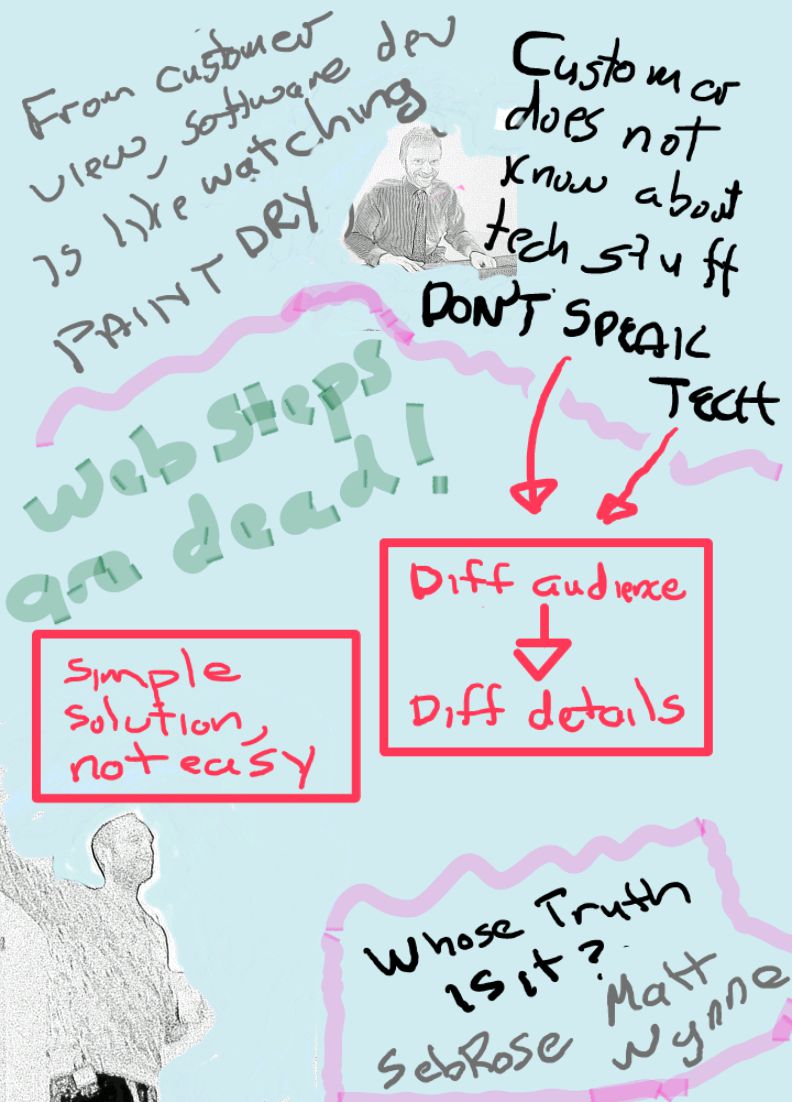 From customer
view, software dev
is like watching
PAINT DRY
Customer
does not
know about
tech stuff
DON'T SPEAK
TECH
Web Steps
are dead!
Diff audience
Diff details
simple
solution,
not easy
Whose Truth
is it?
Seb Rose
Matt
Wynne